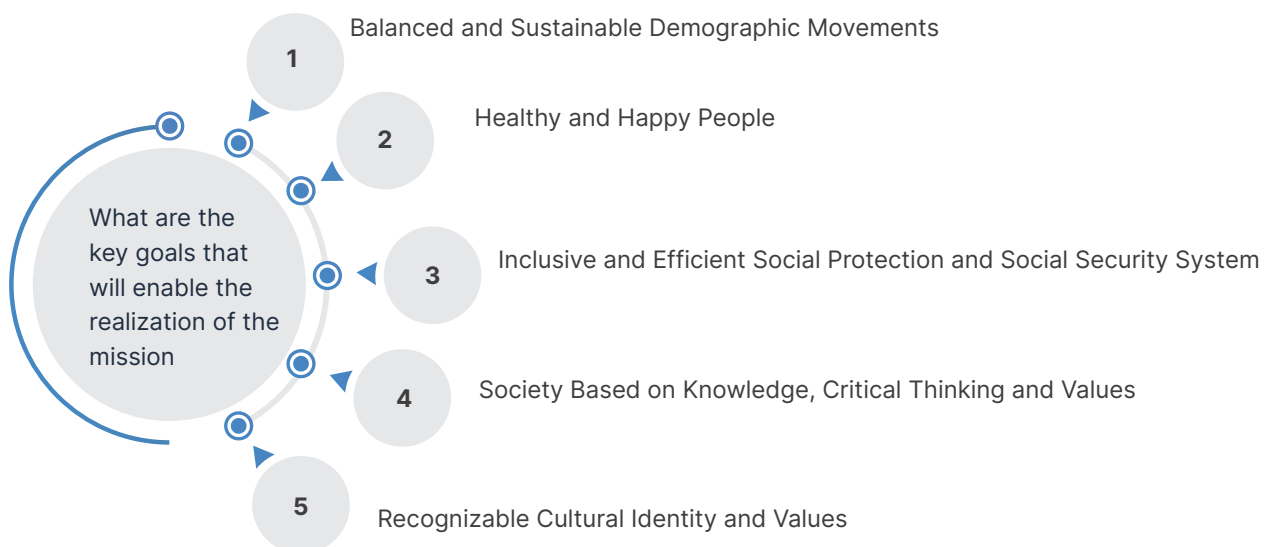 What are the
key goals that
will enable the
realization of the
mission
1
Balanced and Sustainable Demographic Movements
2
Healthy and Happy People
3
Inclusive and Efficient Social Protection and Social Security System
4
Society Based on Knowledge, Critical Thinking and Values
5
Recognizable Cultural Identity and Values